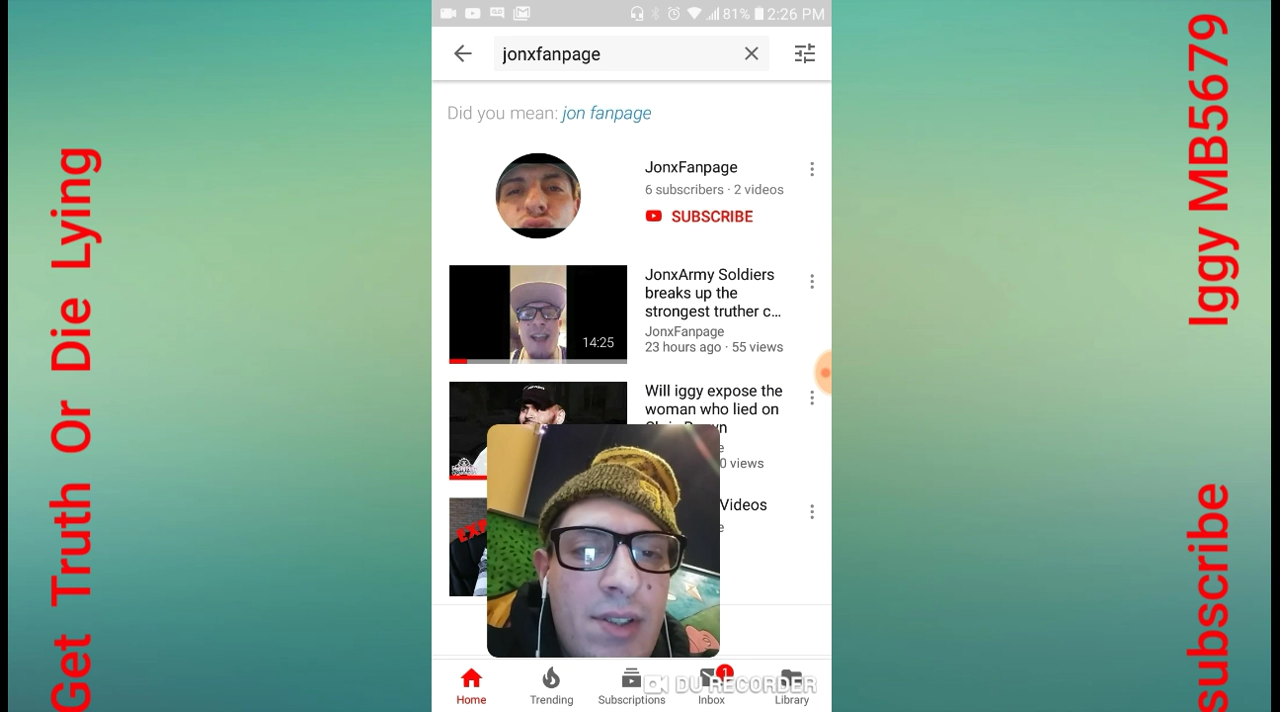 Get Truth Or Die Lying
81% 2:26 PM
jonxfanpage
Did you mean: jon fanpage
JonxFanpage
6 subscribers · 2 videos
SUBSCRIBE
14:25
JonxArmy Soldiers
breaks up the
strongest truther c...
JonxFanpage
23 hours ago · 55 views
Will iggy expose the
woman who lied on
0 views
Videos
Home
Trending
Subscriptions
1
Inbox
Library
DU RECORDER
Iggy MB5679
subscribe